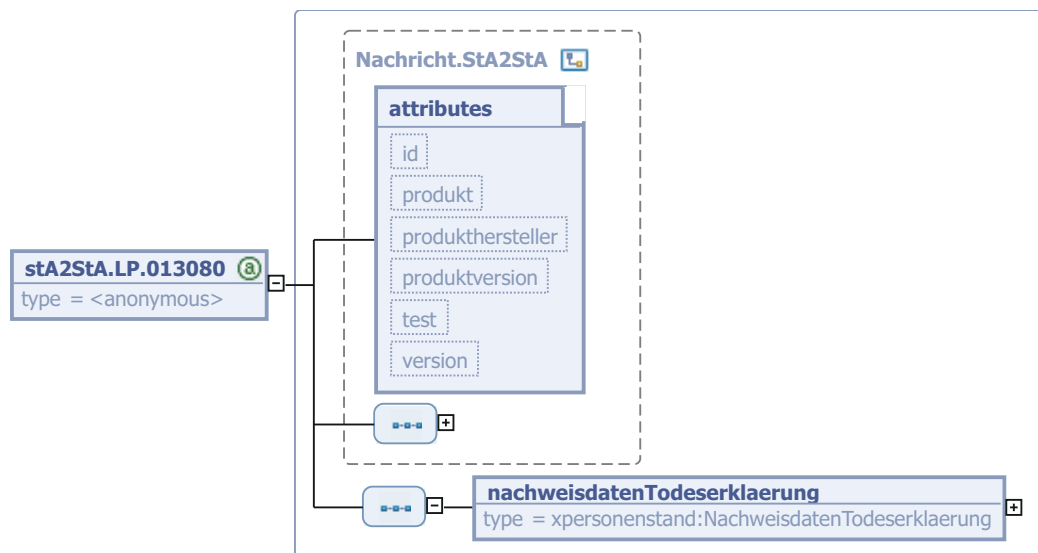 Nachricht.StA2StA
attributes
id
produkt
produkthersteller
produktversion
test
version
stA2StA.LP.013080 a
type = <anonymous>
nachweisdatenTodeserklaerung
type = xpersonenstand:NachweisdatenTodeserklaerung